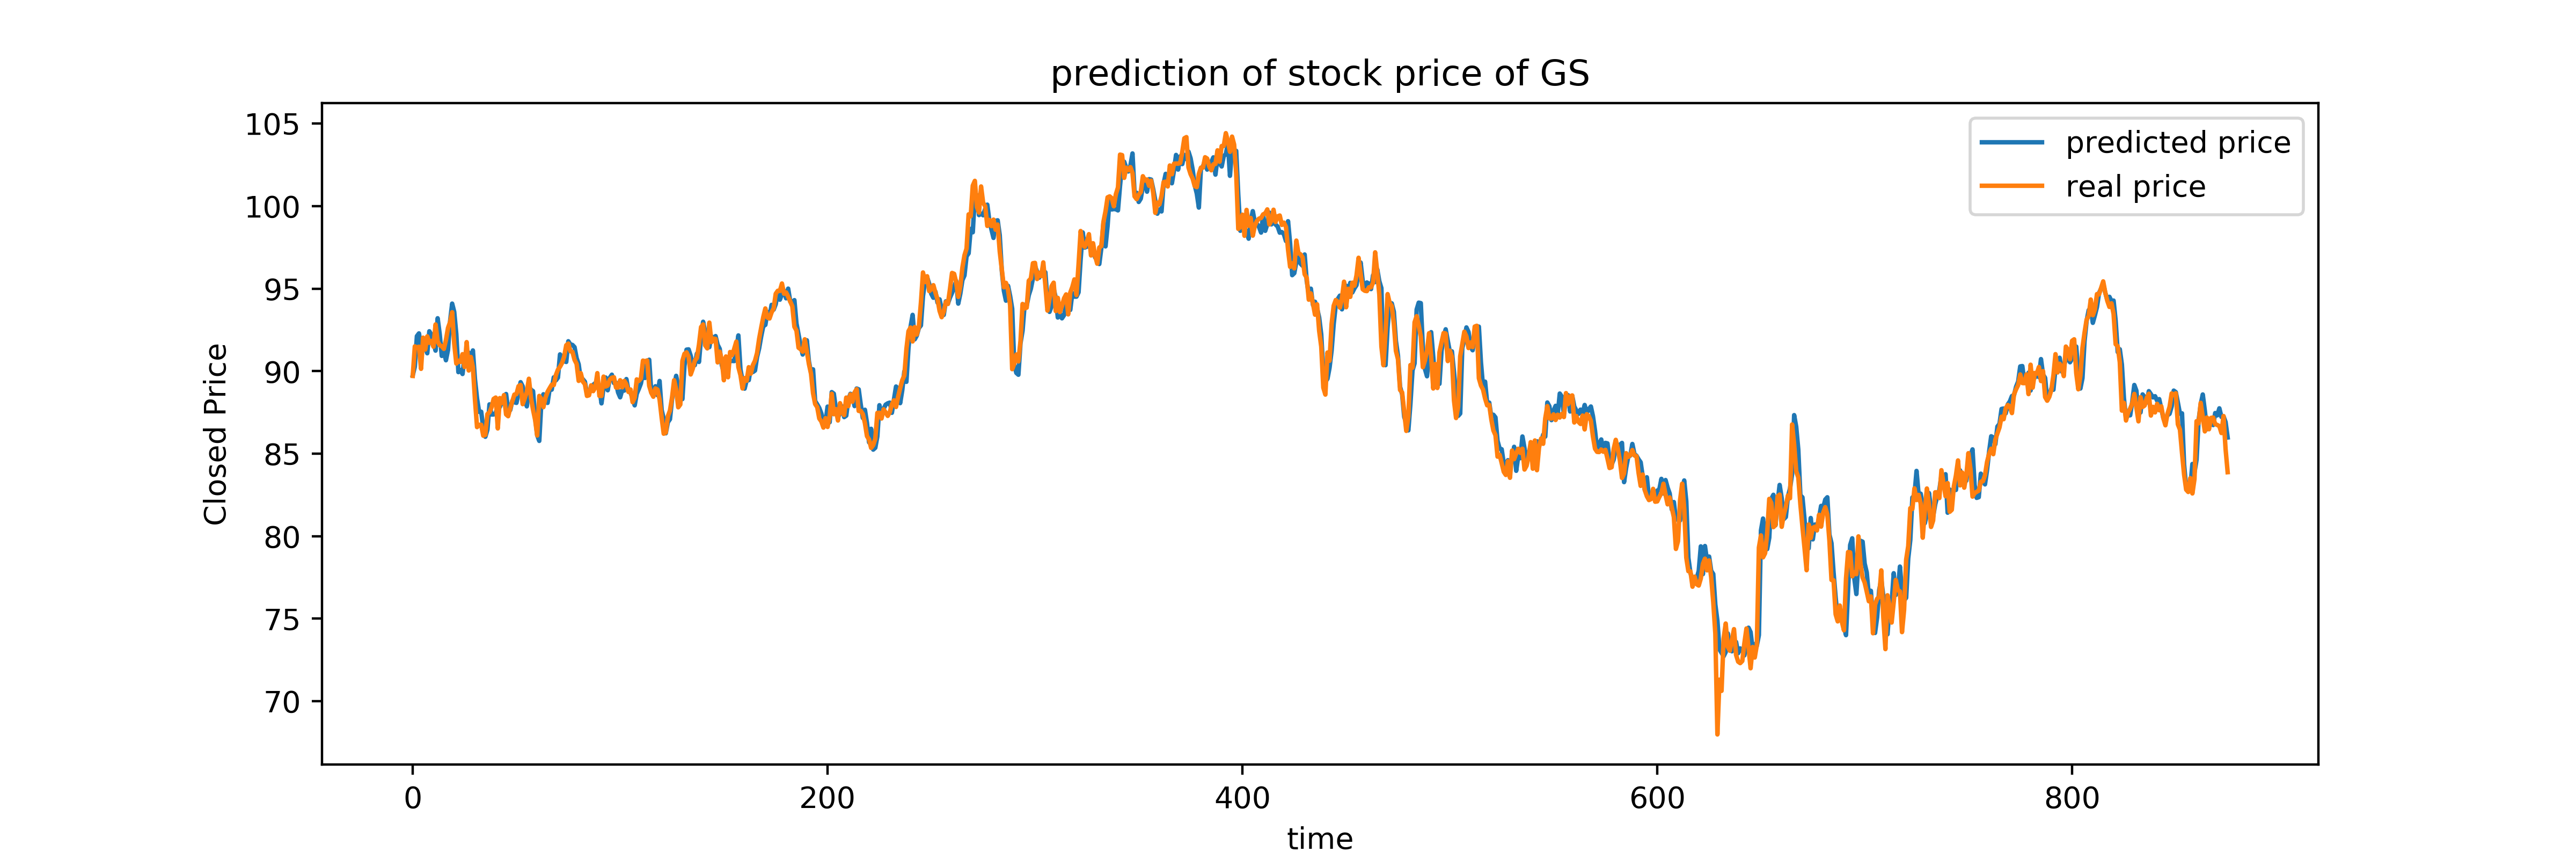 prediction of stock price of GS
predicted price
real price
105
100
95
90
85
80
75
70
Closed Price
0 200 400 600 800
time